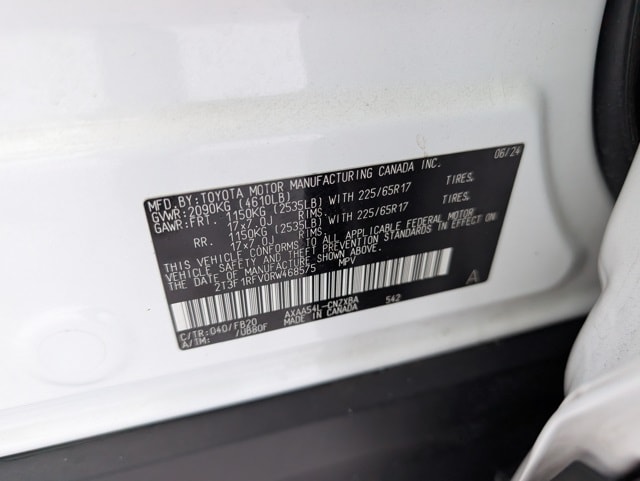 MFD.BY:TOYOTA MOTOR MANUFACTURING CANADA INC. 06/24
GVWR:2090KG (4610LB)
GAWR:FRT. 1150KG (2535LB) WITH 225/65R17 TIRES,
17x7.0J RIMS,
RR. 1150KG (2535LB) WITH 225/65R17 TIRES,
17x7.0J RIMS,
THIS VEHICLE CONFORMS TO ALL APPLICABLE FEDERAL MOTOR
VEHICLE SAFETY AND THEFT PREVENTION STANDARDS IN EFFECT ON
THE DATE OF MANUFACTURE SHOWN ABOVE.
2T3F1RFV0RW468575 MPV
A
C/TR:040/FB20 AXAA54L-CNZXBA 542
A/TM: /UB80F MADE IN CANADA